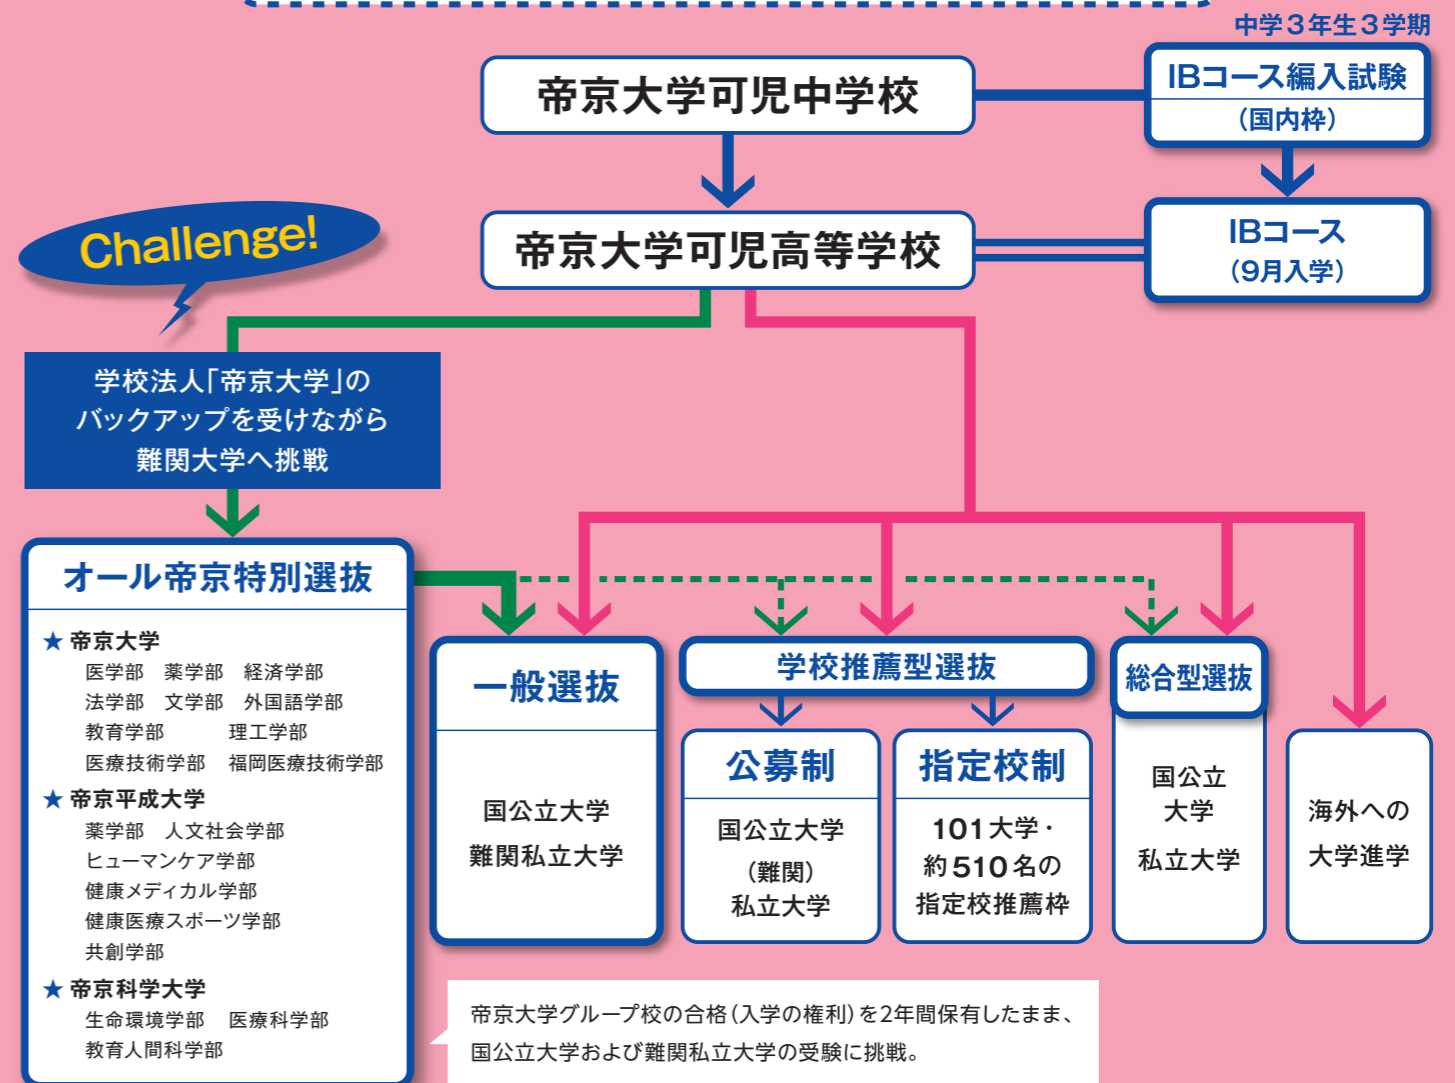 中学3年生3学期
帝京大学可児中学校
IBコース編入試験
（国内枠）
帝京大学可児高等学校
IBコース
（9月入学）
Challenge!
学校法人「帝京大学」の
バックアップを受けながら
難関大学へ挑戦
オール帝京特別選抜
★ 帝京大学
医学部　薬学部　経済学部
法学部　文学部　外国語学部
教育学部　理工学部
医療技術学部　福岡医療技術学部
★ 帝京平成大学
薬学部　人文社会学部
ヒューマンケア学部
健康メディカル学部
健康医療スポーツ学部
共創学部
★ 帝京科学大学
生命環境学部　医療科学部
教育人間科学部
一般選抜
国公立大学
難関私立大学
学校推薦型選抜
公募制
国公立大学
（難関）
私立大学
指定校制
101大学・
約510名の
指定校推薦枠
総合型選抜
国公立
大学
私立大学
海外への
大学進学
帝京大学グループ校の合格（入学の権利）を2年間保有したまま、
国公立大学および難関私立大学の受験に挑戦。